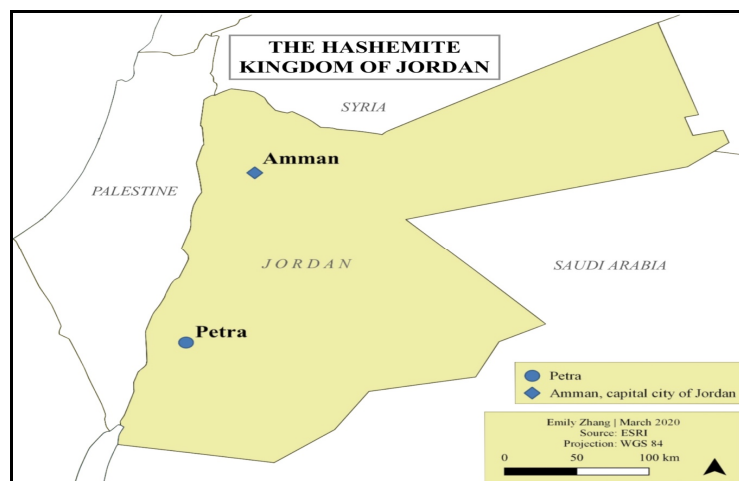 THE HASHEMITE
KINGDOM OF JORDAN
SYRIA
Amman
PALESTINE
JORDAN
SAUDI ARABIA
Petra
Petra
Amman, capital city of Jordan
Emily Zhang | March 2020
Source: ESRI
Projection: WGS 84
0 50 100 km